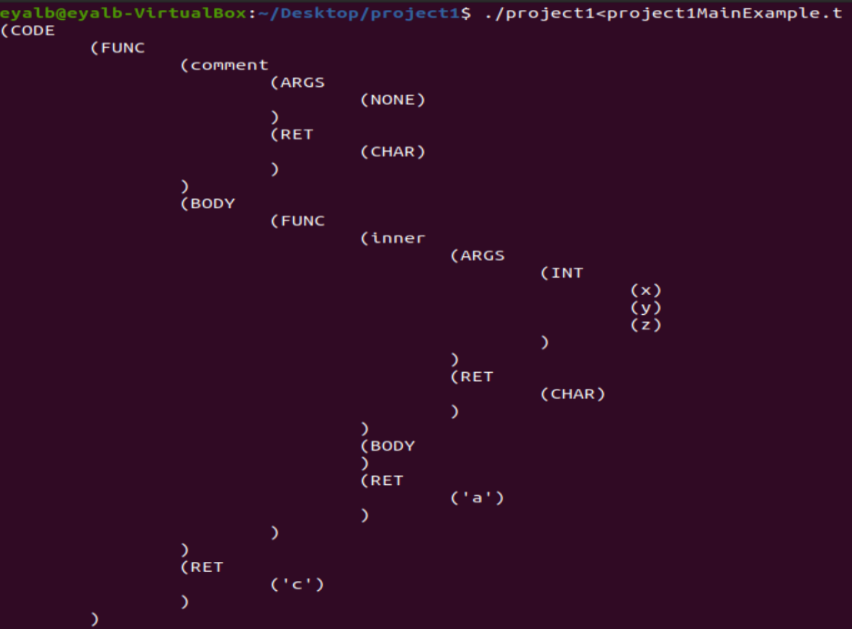 eyalb@eyalb-VirtualBox:~/Desktop/project1$ ./project1<project1MainExample.t
(CODE
(FUNC
(comment
(ARGS
(NONE)
)
(RET
(CHAR)
)
)
(BODY
(FUNC
(inner
(ARGS
(INT
(x)
(y)
(z)
)
)
(RET
(CHAR)
)
)
(BODY
)
(RET
('a')
)
)
)
(RET
('c')
)
)